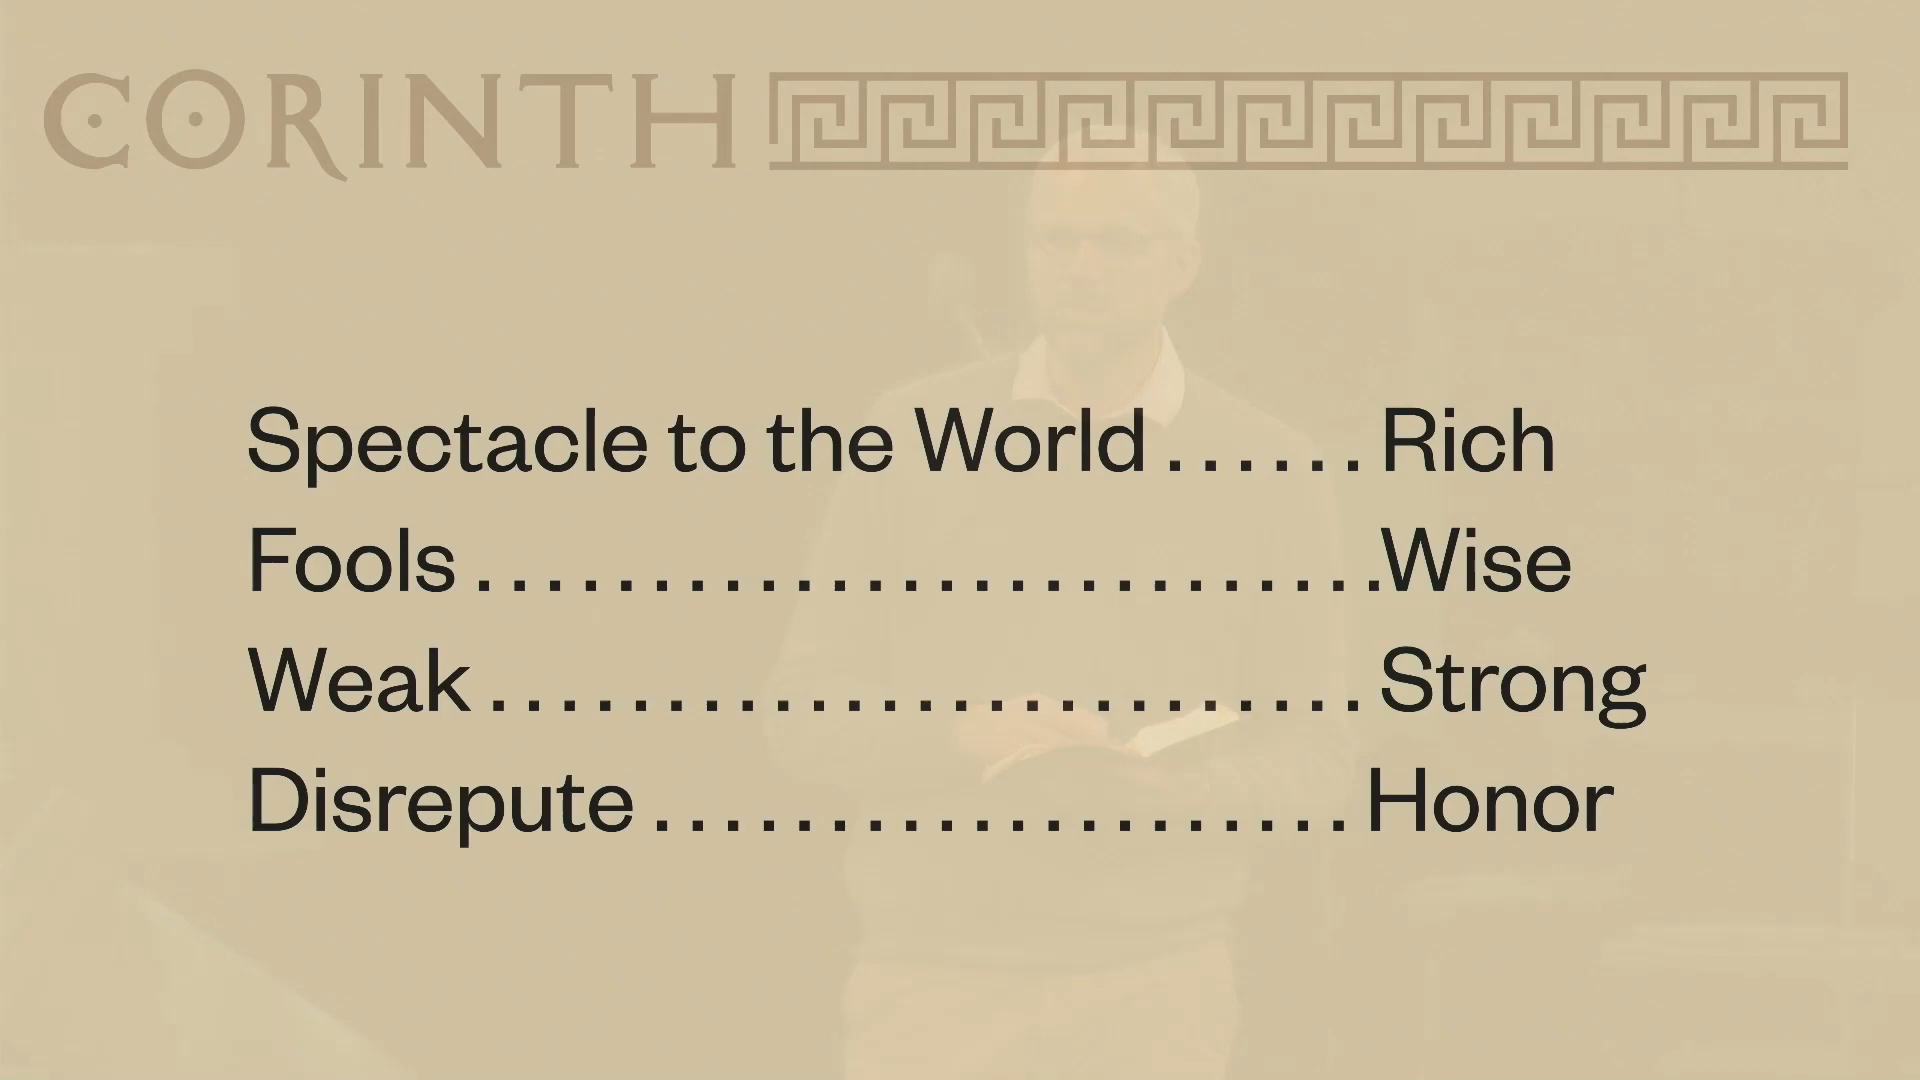 CORINTH
Spectacle to the World ...... Rich
Fools ..........................Wise
Weak ......................... Strong
Disrepute .................... Honor